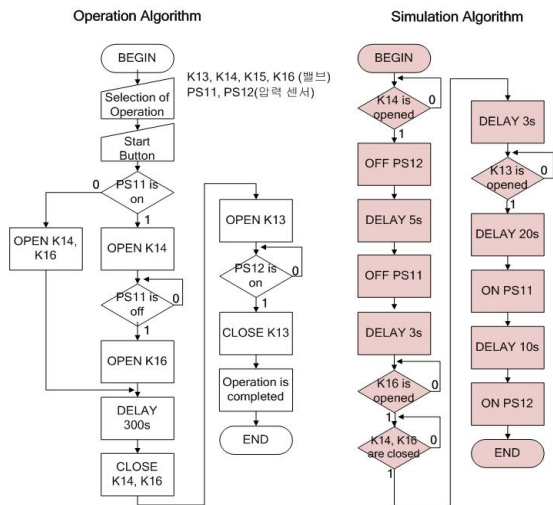 Operation Algorithm
BEGIN
Selection of
Operation
Start
Button
PS11 is
on
0
1
OPEN K14,
K16
OPEN K14
PS11 is
off
0
1
OPEN K16
DELAY
300s
CLOSE
K14, K16
K13, K14, K15, K16 (밸브)
PS11, PS12(압력 센서)
OPEN K13
PS12 is
on
0
1
CLOSE K13
Operation is
completed
END
Simulation Algorithm
BEGIN
K14 is
opened
0
1
OFF PS12
DELAY 5s
OFF PS11
DELAY 3s
K16 is
opened
0
1
K14, K16
are closed
0
1
DELAY 3s
K13 is
opened
0
1
DELAY 20s
ON PS11
DELAY 10s
ON PS12
END